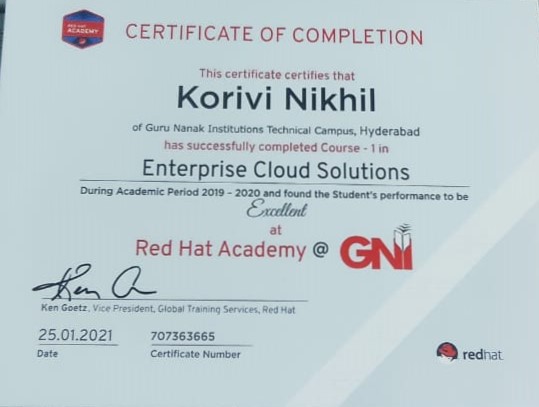 RED HAT
ACADEMY
CERTIFICATE OF COMPLETION
This certificate certifies that
Korivi Nikhil
of Guru Nanak Institutions Technical Campus, Hyderabad
has successfully completed Course - 1 in
Enterprise Cloud Solutions
During Academic Period 2019 - 2020 and found the Student's performance to be
Excellent
at
Red Hat Academy @ GNI
Ken Goetz, Vice President, Global Training Services, Red Hat
25.01.2021
707363665
Date
Certificate Number
redhat